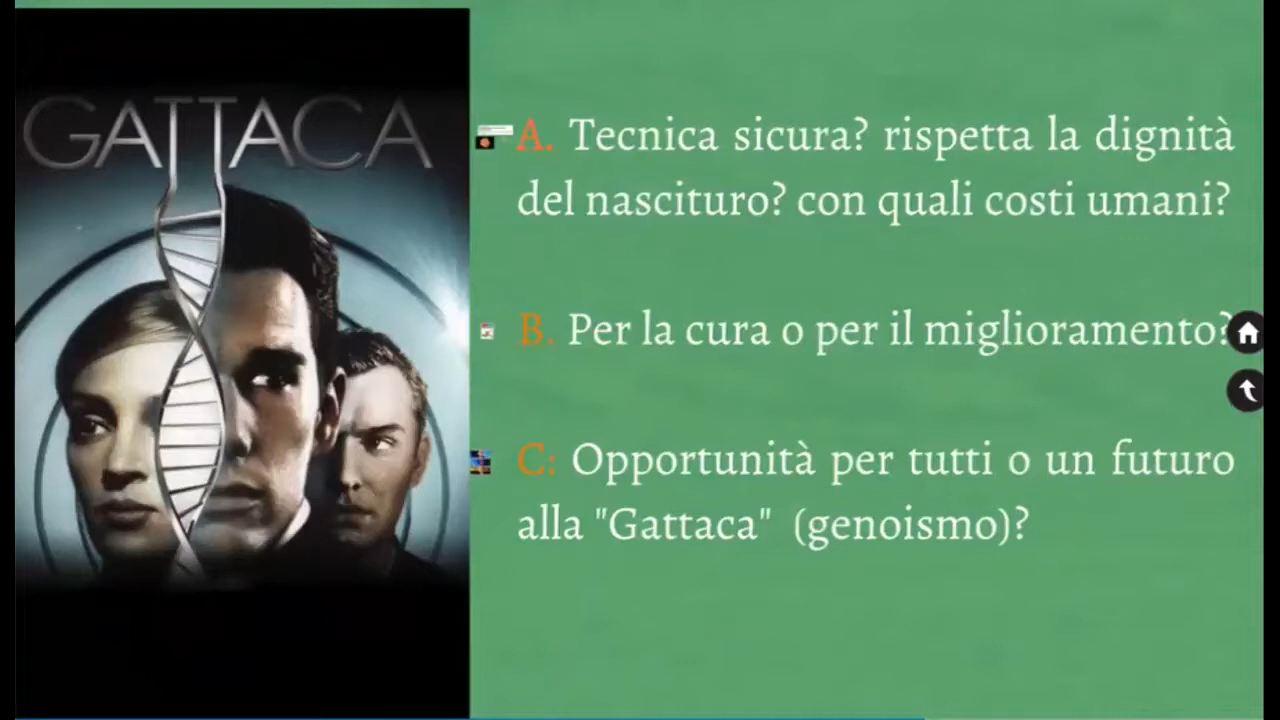 GATTACA
A. Tecnica sicura? rispetta la dignità
del nascituro? con quali costi umani?
B. Per la cura o per il miglioramento?
C: Opportunità per tutti o un futuro
alla "Gattaca" (genoismo)?